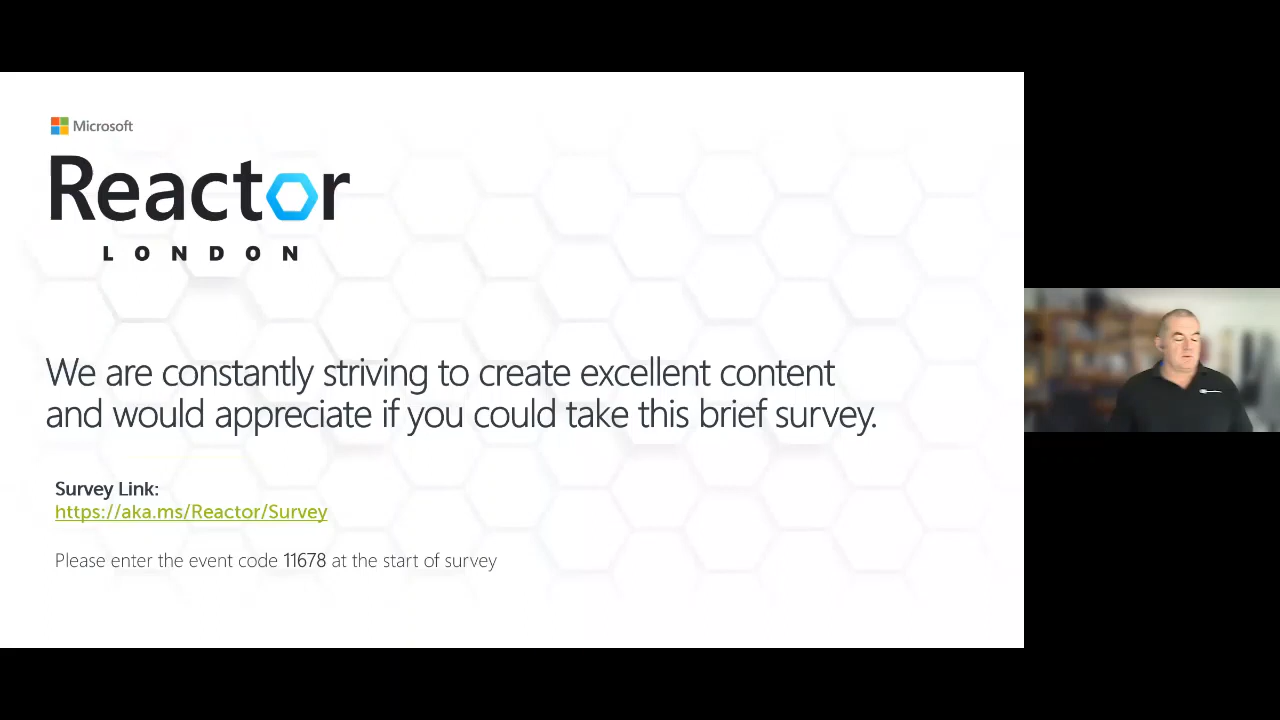 Microsoft
Reactor
LONDON
We are constantly striving to create excellent content
and would appreciate if you could take this brief survey.
Survey Link:
https://aka.ms/Reactor/Survey
Please enter the event code 11678 at the start of survey